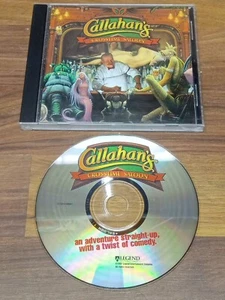 Callahan's
CROSSTIME SALOON
Callahan's
CROSSTIME SALOON
an adventure straight-up,
with a twist of comedy.
LEGEND